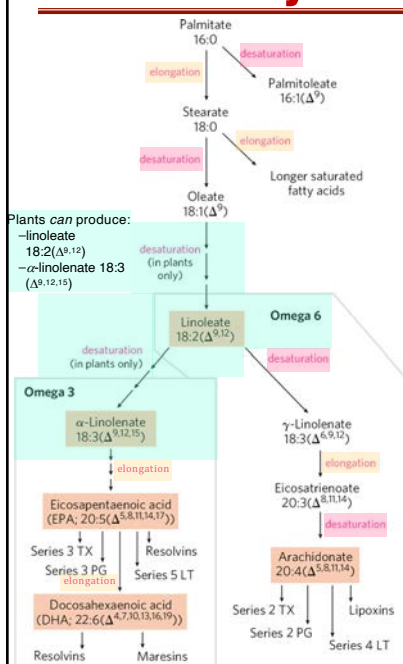 Palmitate
16:0
elongation
desaturation
Palmitoleate
16:1(Δ9)
Stearate
18:0
desaturation
elongation
Longer saturated
fatty acids
Oleate
18:1(Δ9)
Plants can produce:
–linoleate
18:2(Δ9,12)
–α-linolenate 18:3
(Δ9,12,15)
desaturation
(in plants
only)
Linoleate
18:2(Δ9,12)
Omega 6
desaturation
(in plants only)
desaturation
Omega 3
α-Linolenate
18:3(Δ9,12,15)
γ-Linolenate
18:3(Δ6,9,12)
elongation
elongation
Eicosapentaenoic acid
(EPA; 20:5(Δ5,8,11,14,17))
Eicosatrienoate
20:3(Δ8,11,14)
desaturation
Series 3 TX
Resolvins
Series 3 PG
Series 5 LT
elongation
Arachidonate
20:4(Δ5,8,11,14)
Docosahexaenoic acid
(DHA; 22:6(Δ4,7,10,13,16,19))
Series 2 TX
Lipoxins
Series 2 PG
Series 4 LT
Resolvins
Maresins